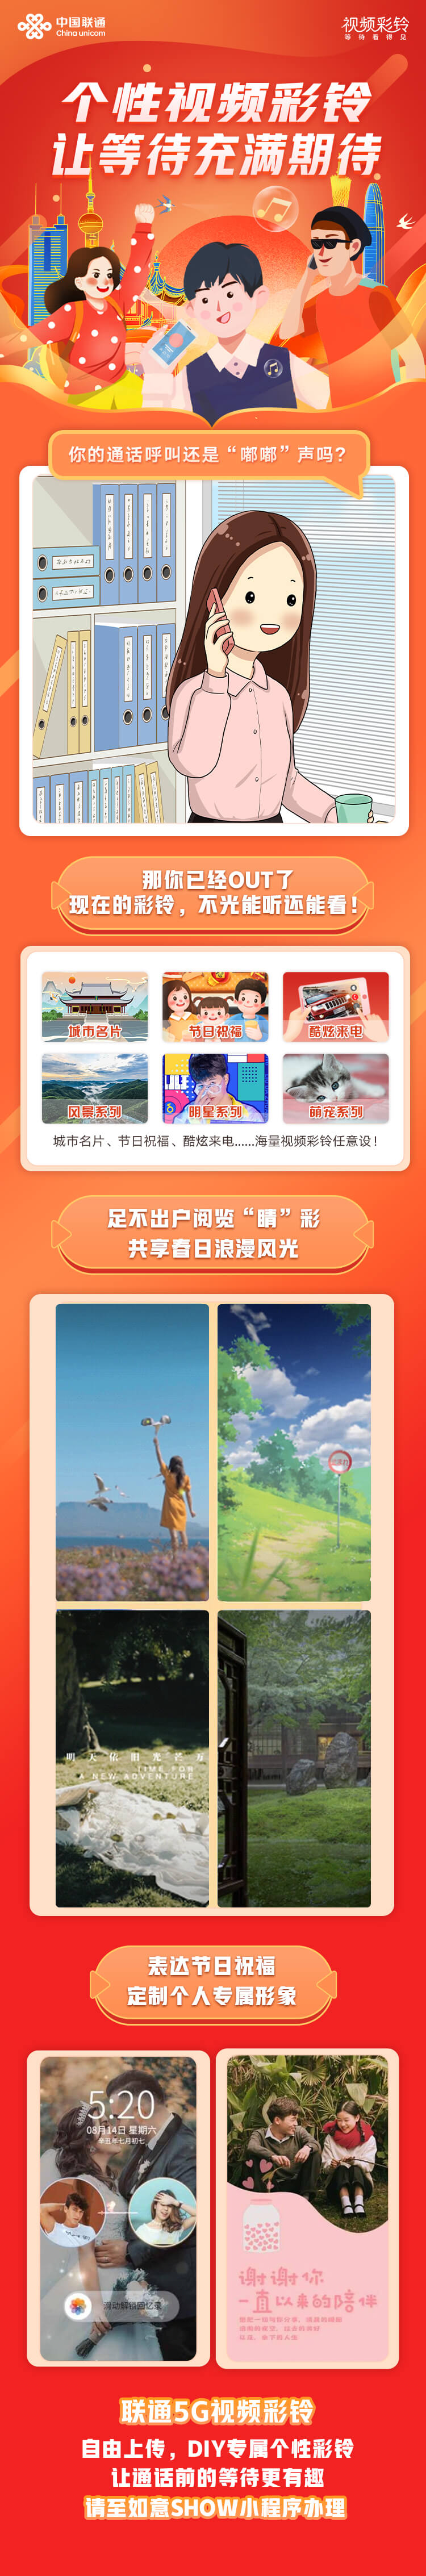 中国联通
China unicom
视频彩铃
等待看得见
个性视频彩铃
让等待充满期待
你的通话呼叫还是“嘟嘟”声吗？
那你已经OUT了
现在的彩铃，不光能听还能看！
城市名片
节日祝福
酷炫来电
风景系列
明星系列
萌宠系列
城市名片、节日祝福、酷炫来电......海量视频彩铃任意设！
足不出户阅览“睛”彩
共享春日浪漫风光
明天依旧光芒万
TIME FOR
A NEW ADVENTURE
表达节日祝福
定制个人专属形象
5:20
08月14日 星期六
辛丑年七月初七
滑动解锁回忆录
谢谢你
一直以来的陪伴
联通5G视频彩铃
自由上传，DIY专属个性彩铃
让通话前的等待更有趣
请至如意SHOW小程序办理